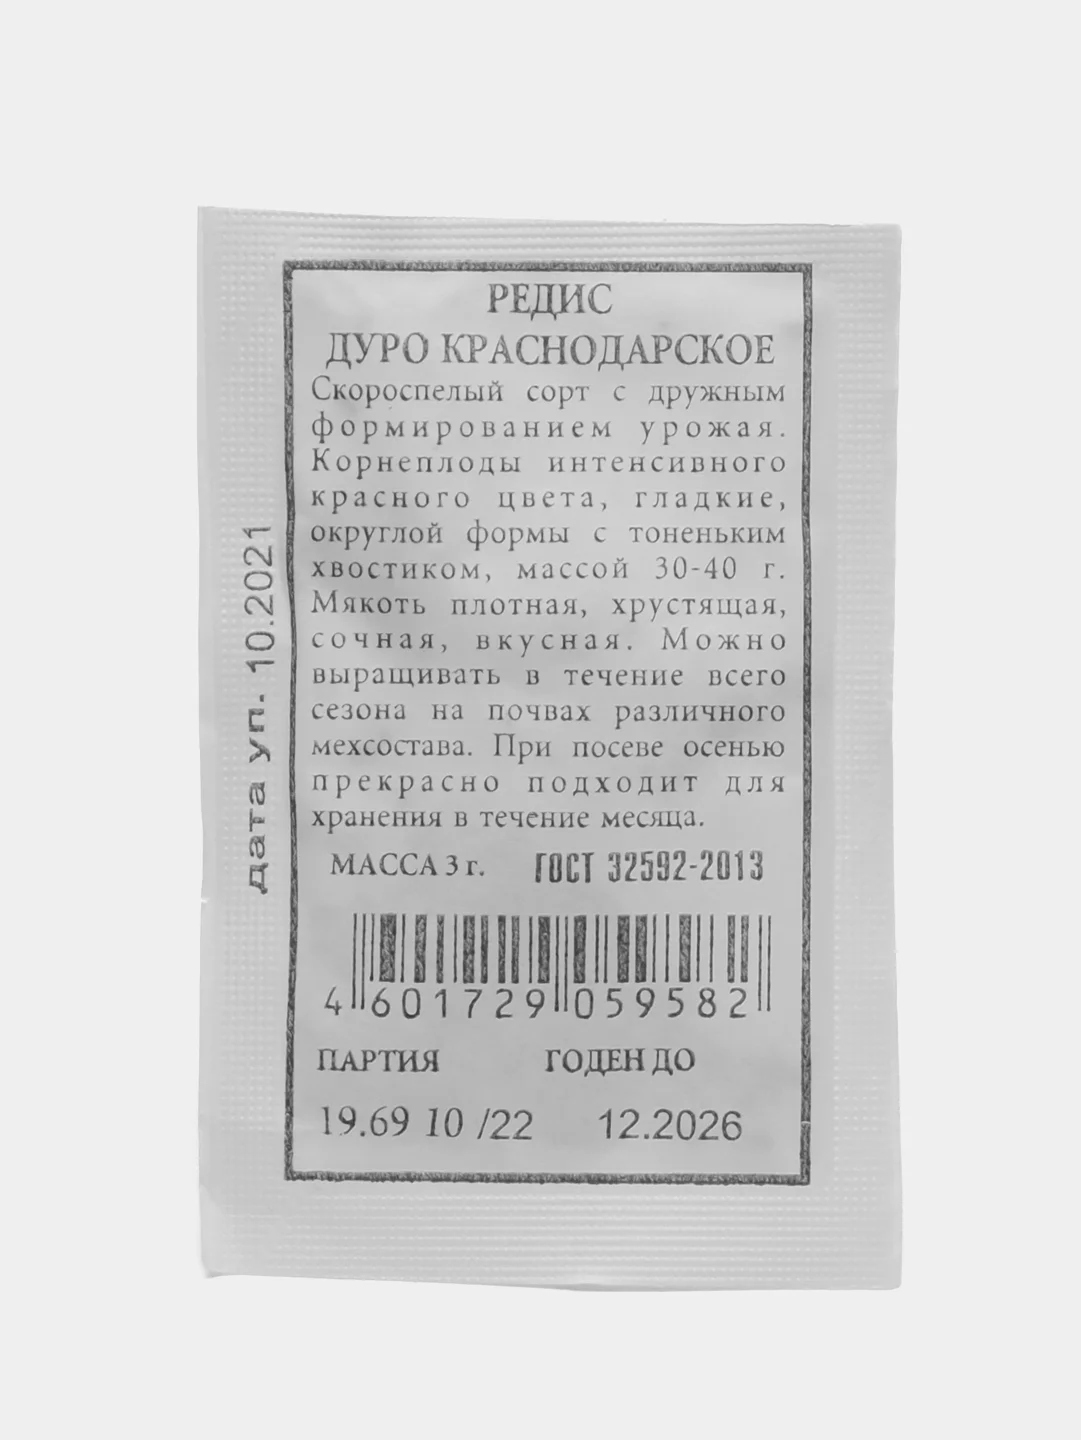 РЕДИС
ДУРО КРАСНОДАРСКОЕ
Скороспелый сорт с дружным
формированием урожая.
Корнеплоды интенсивного
красного цвета, гладкие,
округлой формы с тоненьким
хвостиком, массой 30-40 г.
Мякоть плотная, хрустящая,
сочная, вкусная. Можно
выращивать в течение всего
сезона на почвах различного
мехсостава. При посеве осенью
прекрасно подходит для
хранения в течение месяца.
МАССА 3 г. ГОСТ 32592-2013
4 601729 059582
ПАРТИЯ ГОДЕН ДО
19.69 10 /22 12.2026
дата уп. 10.2021